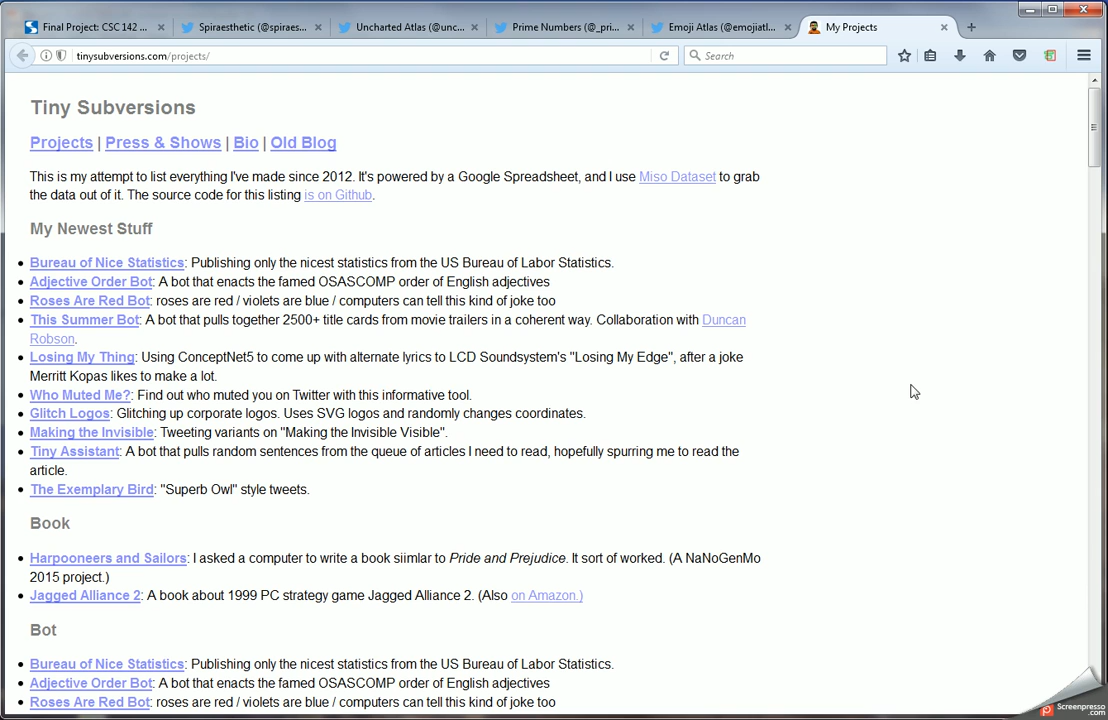 Final Project: CSC 142 ...
Spiraesthetic (@spiraes...
Uncharted Atlas (@unc...
Prime Numbers (@_pri...
Emoji Atlas (@emojiatl...
My Projects
tinysubversions.com/projects/
Search
Tiny Subversions
Projects | Press & Shows | Bio | Old Blog
This is my attempt to list everything I've made since 2012. It's powered by a Google Spreadsheet, and I use Miso Dataset to grab
the data out of it. The source code for this listing is on Github.
My Newest Stuff
Bureau of Nice Statistics: Publishing only the nicest statistics from the US Bureau of Labor Statistics.
Adjective Order Bot: A bot that enacts the famed OSASCOMP order of English adjectives
Roses Are Red Bot: roses are red / violets are blue / computers can tell this kind of joke too
This Summer Bot: A bot that pulls together 2500+ title cards from movie trailers in a coherent way. Collaboration with Duncan
Robson.
Losing My Thing: Using ConceptNet5 to come up with alternate lyrics to LCD Soundsystem's "Losing My Edge", after a joke
Merritt Kopas likes to make a lot.
Who Muted Me?: Find out who muted you on Twitter with this informative tool.
Glitch Logos: Glitching up corporate logos. Uses SVG logos and randomly changes coordinates.
Making the Invisible: Tweeting variants on "Making the Invisible Visible".
Tiny Assistant: A bot that pulls random sentences from the queue of articles I need to read, hopefully spurring me to read the
article.
The Exemplary Bird: "Superb Owl" style tweets.
Book
Harpooneers and Sailors: I asked a computer to write a book siimlar to Pride and Prejudice. It sort of worked. (A NaNoGenMo
2015 project.)
Jagged Alliance 2: A book about 1999 PC strategy game Jagged Alliance 2. (Also on Amazon.)
Bot
Bureau of Nice Statistics: Publishing only the nicest statistics from the US Bureau of Labor Statistics.
Adjective Order Bot: A bot that enacts the famed OSASCOMP order of English adjectives
Roses Are Red Bot: roses are red / violets are blue / computers can tell this kind of joke too
Screenpresso
.com